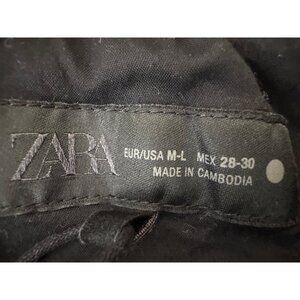 ZARA
EUR/USA M-L MEX 28-30
MADE IN CAMBODIA